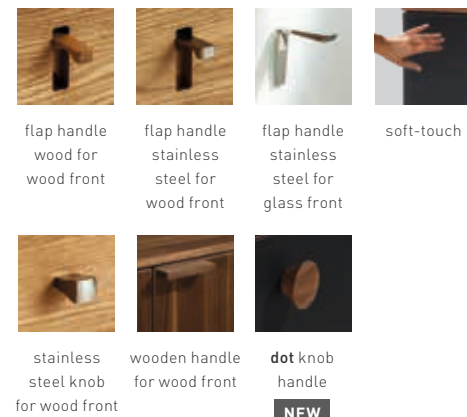 flap handle
wood for
wood front
flap handle
stainless
steel for
wood front
flap handle
stainless
steel for
glass front
soft-touch
stainless
steel knob
for wood front
wooden handle
for wood front
dot knob
handle
NEW